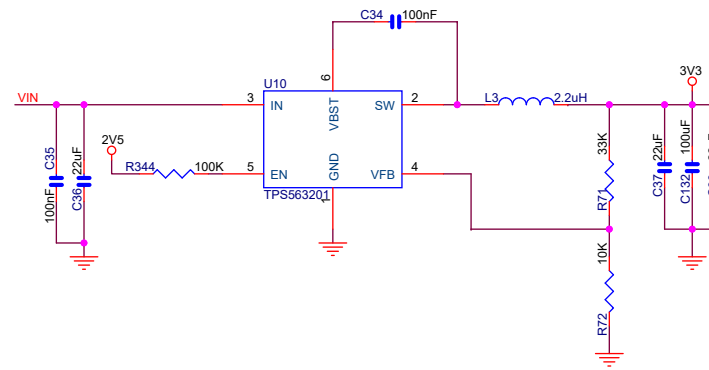 C34 100nF
U10
6
VBST
VIN
3 IN
SW 2
L3 2.2uH
3V3
C35
100nF
22uF
C36
2V5
R344 100K
5 EN
GND
VFB 4
TPS563201
1
33K
R71
22uF
C37
100uF
C132
10K
R72